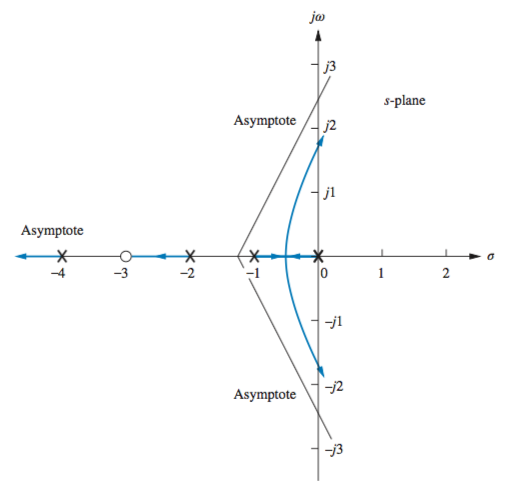 jω
j3
s-plane
Asymptote
j2
j1
Asymptote
σ
−4
−3
−2
−1
0
1
2
−j1
−j2
Asymptote
−j3